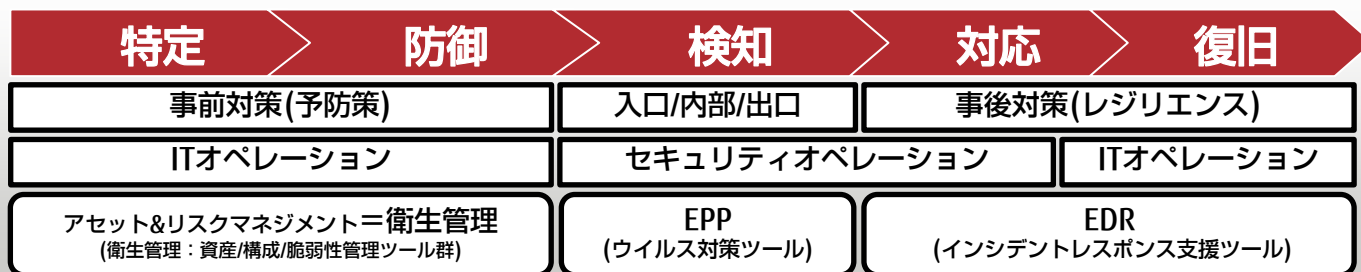 特定 防御 検知 対応 復旧
事前対策(予防策) 入口/内部/出口 事後対策(レジリエンス)
ITオペレーション セキュリティオペレーション ITオペレーション
アセット&リスクマネジメント=衛生管理
(衛生管理:資産/構成/脆弱性管理ツール群)
EPP
(ウイルス対策ツール)
EDR
(インシデントレスポンス支援ツール)